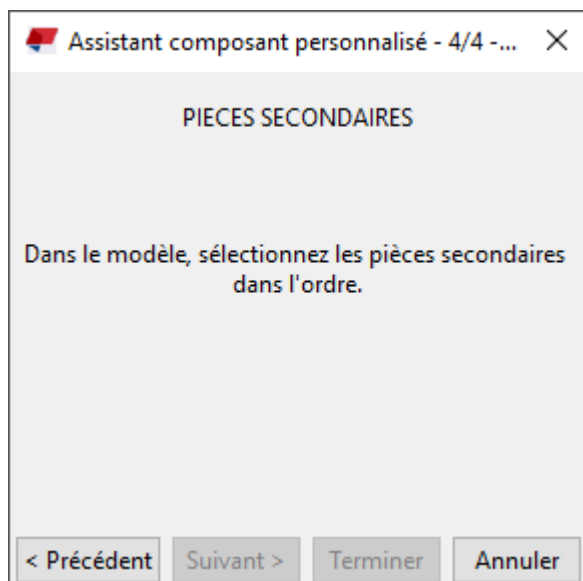 Assistant composant personnalisé - 4/4 -...
PIECES SECONDAIRES
Dans le modèle, sélectionnez les pièces secondaires
dans l'ordre.
< Précédent Suivant > Terminer Annuler